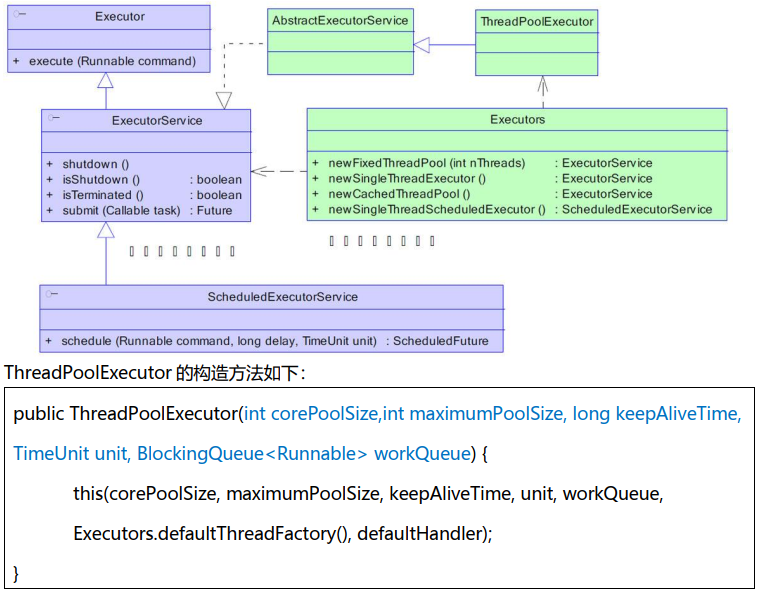 Executor
+ execute (Runnable command)
AbstractExecutorService
ThreadPoolExecutor
ExecutorService
+ shutdown ()
+ isShutdown () : boolean
+ isTerminated () : boolean
+ submit (Callable task) : Future
Executors
+ newFixedThreadPool (int nThreads) : ExecutorService
+ newSingleThreadExecutor () : ExecutorService
+ newCachedThreadPool () : ExecutorService
+ newSingleThreadScheduledExecutor () : ScheduledExecutorService
ScheduledExecutorService
+ schedule (Runnable command, long delay, TimeUnit unit) : ScheduledFuture
ThreadPoolExecutor 的构造方法如下：
public ThreadPoolExecutor(int corePoolSize,int maximumPoolSize, long keepAliveTime,
TimeUnit unit, BlockingQueue<Runnable> workQueue) {
this(corePoolSize, maximumPoolSize, keepAliveTime, unit, workQueue,
Executors.defaultThreadFactory(), defaultHandler);
}